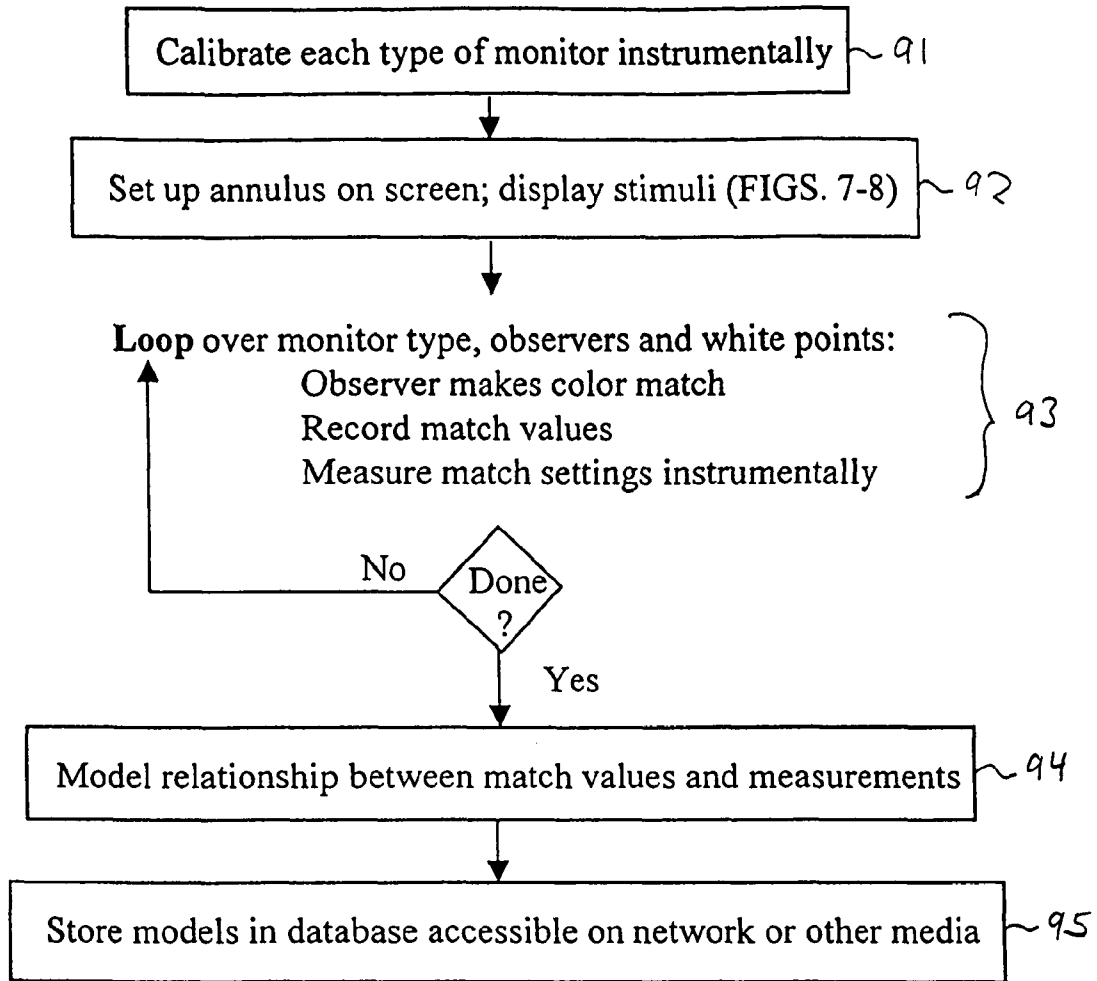 Calibrate each type of monitor instrumentally 91
Set up annulus on screen; display stimuli (FIGS. 7-8) 92
Loop over monitor type, observers and white points:
Observer makes color match
Record match values
Measure match settings instrumentally
93
No
Done
?
Yes
Model relationship between match values and measurements 94
Store models in database accessible on network or other media 95